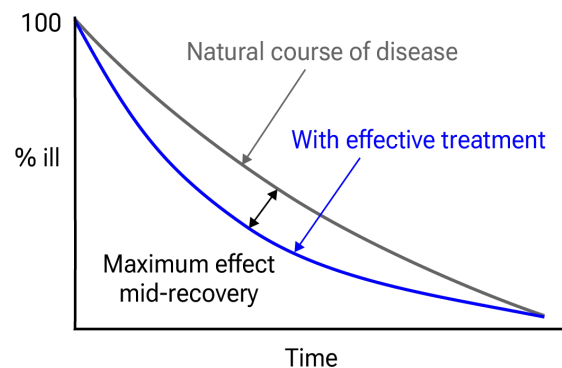 100
Natural course of disease
With effective treatment
% ill
Maximum effect
mid-recovery
Time